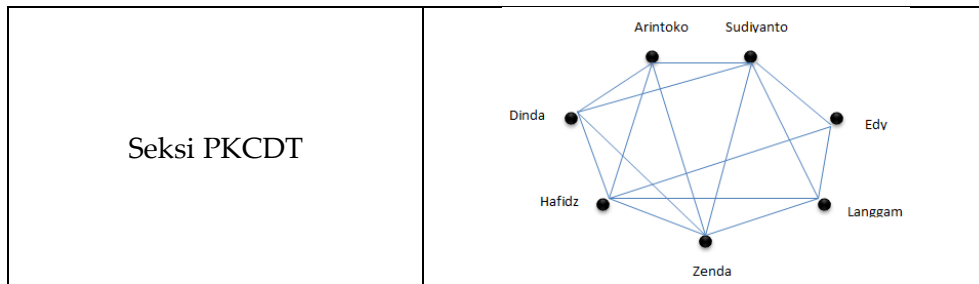 Arintoko Sudiyanto
Dinda
Edy
Seksi PKCDT
Hafidz
Langgam
Zenda